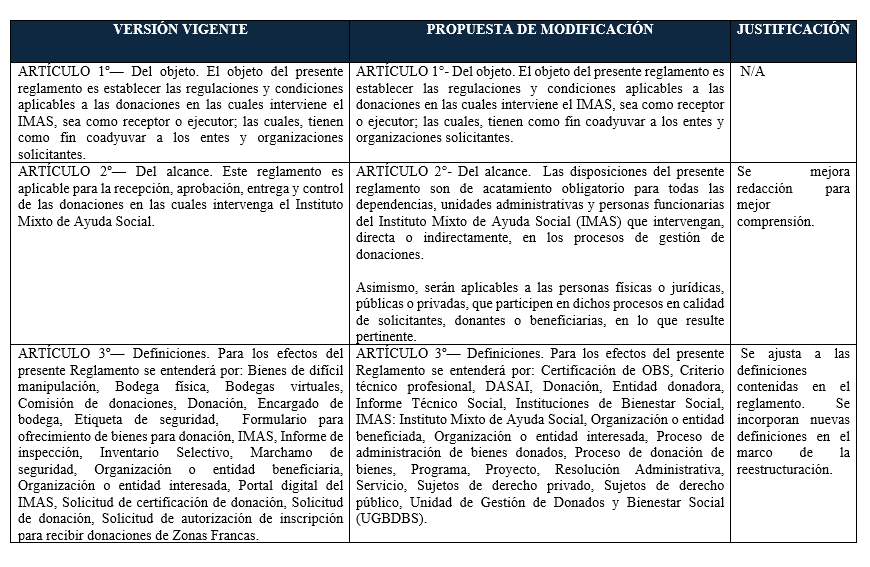 VERSIÓN VIGENTE
PROPUESTA DE MODIFICACIÓN
JUSTIFICACIÓN
ARTÍCULO 1º— Del objeto. El objeto del presente
reglamento es establecer las regulaciones y condiciones
aplicables a las donaciones en las cuales interviene el
IMAS, sea como receptor o ejecutor; las cuales, tienen
como fin coadyuvar a los entes y organizaciones
solicitantes.
ARTÍCULO 1°- Del objeto. El objeto del presente reglamento es
establecer las regulaciones y condiciones aplicables a las
donaciones en las cuales interviene el IMAS, sea como receptor
o ejecutor; las cuales, tienen como fin coadyuvar a los entes y
organizaciones solicitantes.
N/A
ARTÍCULO 2º— Del alcance. Este reglamento es
aplicable para la recepción, aprobación, entrega y control
de las donaciones en las cuales intervenga el Instituto
Mixto de Ayuda Social.
ARTÍCULO 2°- Del alcance. Las disposiciones del presente
reglamento son de acatamiento obligatorio para todas las
dependencias, unidades administrativas y personas funcionarias
del Instituto Mixto de Ayuda Social (IMAS) que intervengan,
directa o indirectamente, en los procesos de gestión de
donaciones.
Asimismo, serán aplicables a las personas físicas o jurídicas,
públicas o privadas, que participen en dichos procesos en calidad
de solicitantes, donantes o beneficiarias, en lo que resulte
pertinente.
Se mejora
redacción para
mejor
comprensión.
ARTÍCULO 3º— Definiciones. Para los efectos del
presente Reglamento se entenderá por: Bienes de difícil
manipulación, Bodega física, Bodegas virtuales,
Comisión de donaciones, Donación, Encargado de
bodega, Etiqueta de seguridad, Formulario para
ofrecimiento de bienes para donación, IMAS, Informe de
inspección, Inventario Selectivo, Marchamo de
seguridad, Organización o entidad beneficiaria,
Organización o entidad interesada, Portal digital del
IMAS, Solicitud de certificación de donación, Solicitud
de donación, Solicitud de autorización de inscripción
para recibir donaciones de Zonas Francas.
ARTÍCULO 3º— Definiciones. Para los efectos del presente
Reglamento se entenderá por: Certificación de OBS, Criterio
técnico profesional, DASAI, Donación, Entidad donadora,
Informe Técnico Social, Instituciones de Bienestar Social,
IMAS: Instituto Mixto de Ayuda Social, Organización o entidad
beneficiada, Organización o entidad interesada, Proceso de
administración de bienes donados, Proceso de donación de
bienes, Programa, Proyecto, Resolución Administrativa,
Servicio, Sujetos de derecho privado, Sujetos de derecho
público, Unidad de Gestión de Donados y Bienestar Social
(UGBDBS).
Se ajusta a las
definiciones
contenidas en el
reglamento. Se
incorporan nuevas
definiciones en el
marco de la
reestructuración.